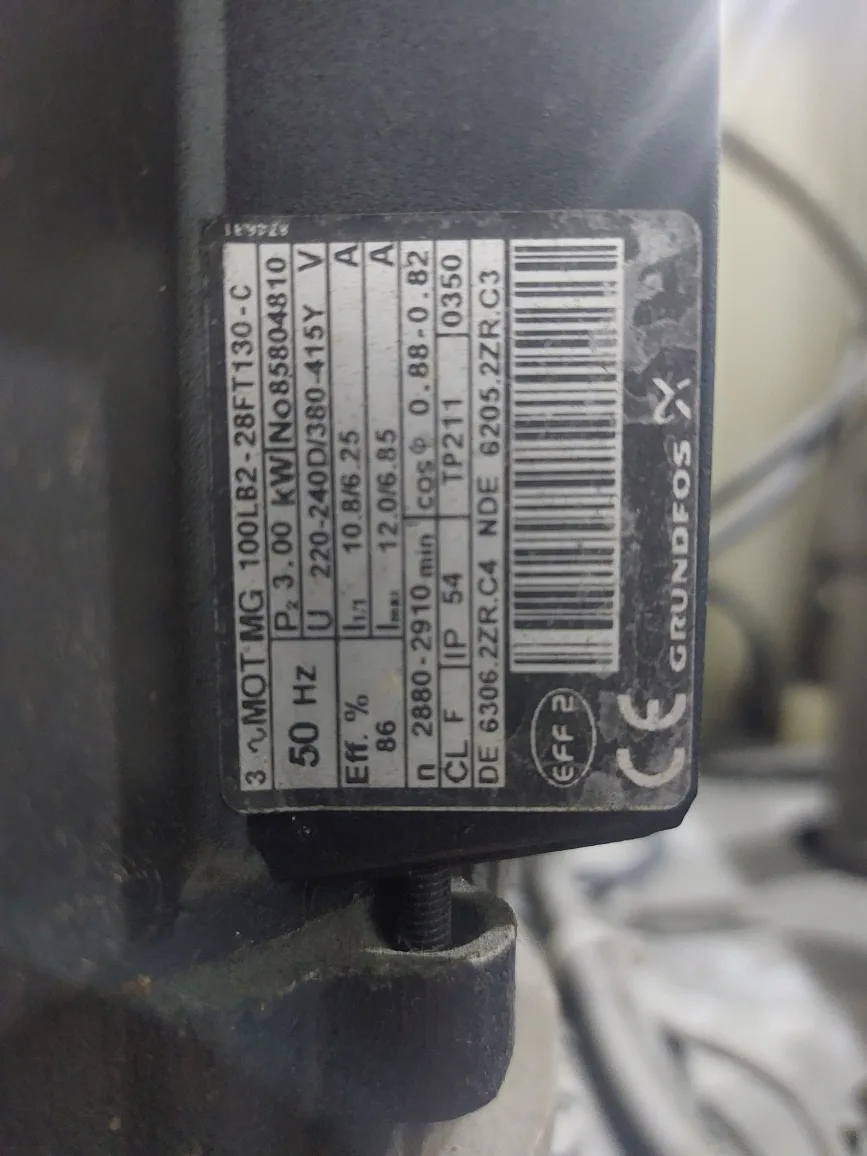 874631
3 ~MOT MG 100LB2-28FT130-C
50 Hz
P2 3.00 kW No 85804810
U 220-240D/380-415Y V
Eff. %
86
I1/1 10.8/6.25 A
Imax 12.0/6.85 A
n 2880-2910 min cos φ 0.88-0.82
CL F IP 54 TP211 0350
DE 6306.2ZR.C4 NDE 6205.2ZR.C3
EFF 2
CE GRUNDFOS